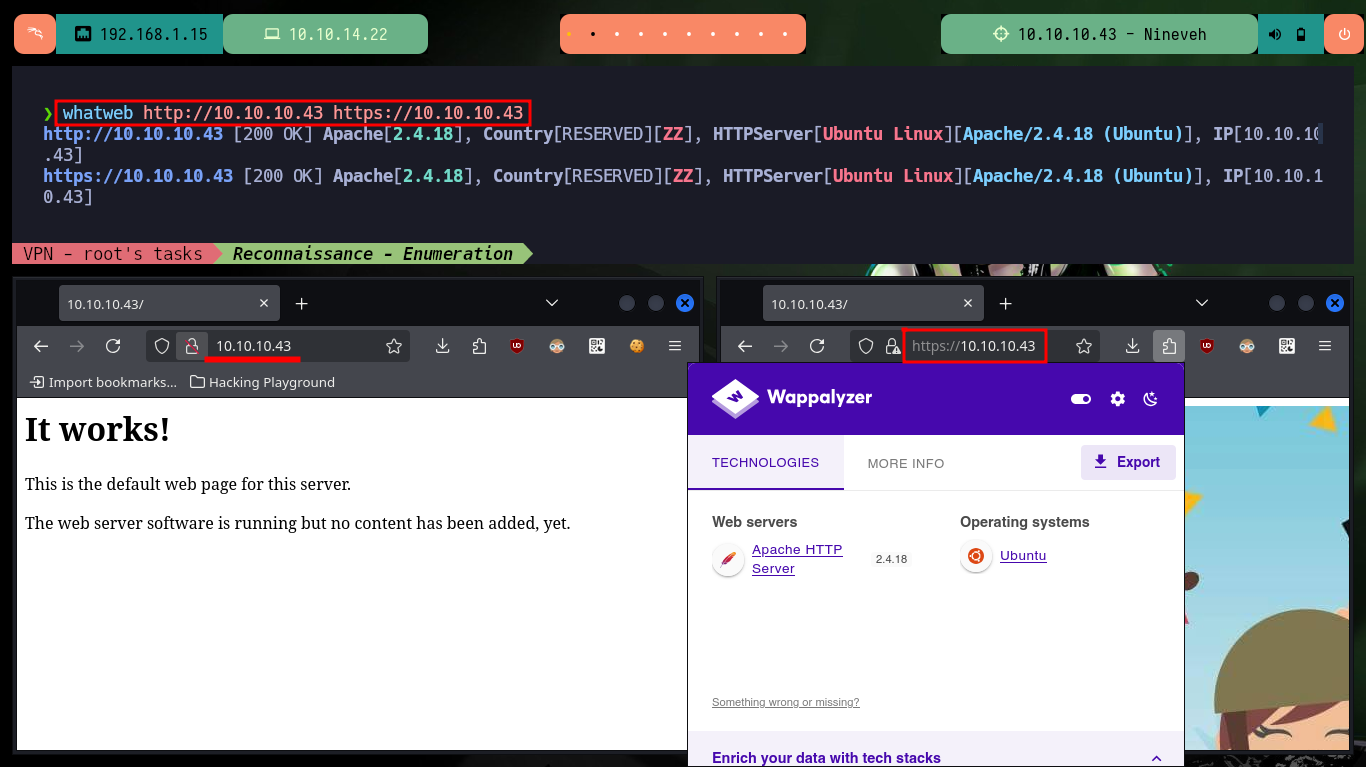 192.168.1.15
10.10.14.22
10.10.10.43 - Nineveh
❯ whatweb http://10.10.10.43 https://10.10.10.43
http://10.10.10.43 [200 OK] Apache[2.4.18], Country[RESERVED][ZZ], HTTPServer[Ubuntu Linux][Apache/2.4.18 (Ubuntu)], IP[10.10.10
.43]
https://10.10.10.43 [200 OK] Apache[2.4.18], Country[RESERVED][ZZ], HTTPServer[Ubuntu Linux][Apache/2.4.18 (Ubuntu)], IP[10.10.1
0.43]
VPN - root's tasks
Reconnaissance - Enumeration
10.10.10.43/
10.10.10.43
Import bookmarks...
Hacking Playground
It works!
This is the default web page for this server.
The web server software is running but no content has been added, yet.
10.10.10.43/
https://10.10.10.43
Wappalyzer
TECHNOLOGIES
MORE INFO
Export
Web servers
Apache HTTP
Server
2.4.18
Operating systems
Ubuntu
Something wrong or missing?
Enrich your data with tech stacks